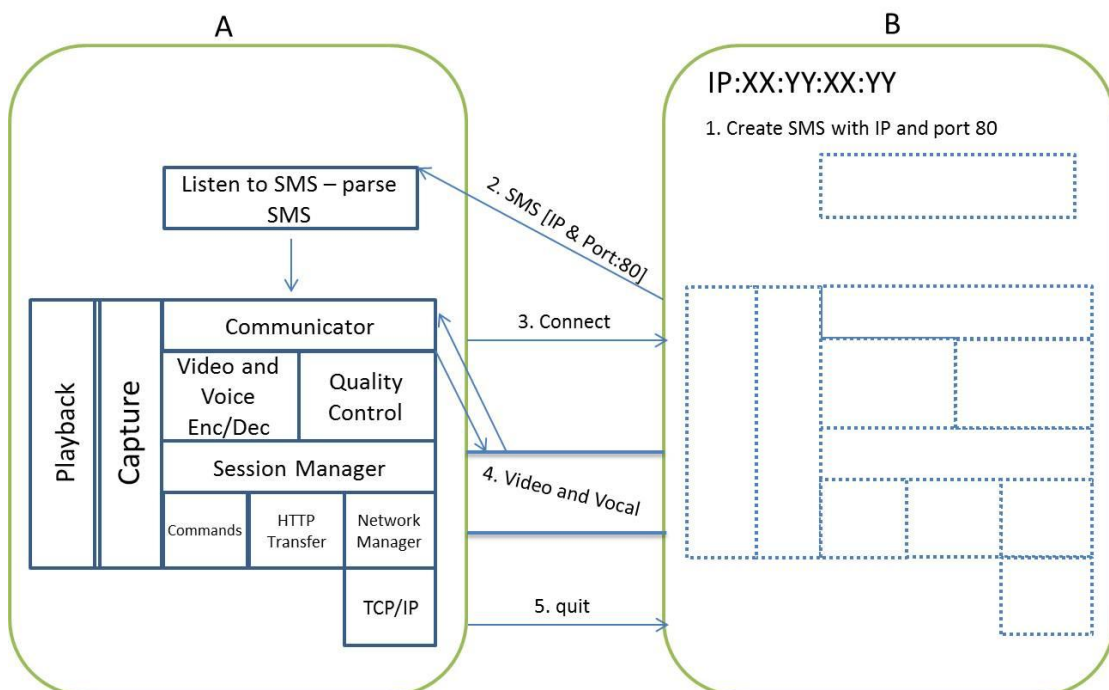 A
B
IP:XX:YY:XX:YY
1. Create SMS with IP and port 80
Listen to SMS – parse
SMS
2. SMS [IP & Port:80]
Communicator
3. Connect
Video and
Voice
Enc/Dec
Quality
Control
Playback
Capture
Session Manager
4. Video and Vocal
Commands
HTTP
Transfer
Network
Manager
TCP/IP
5. quit